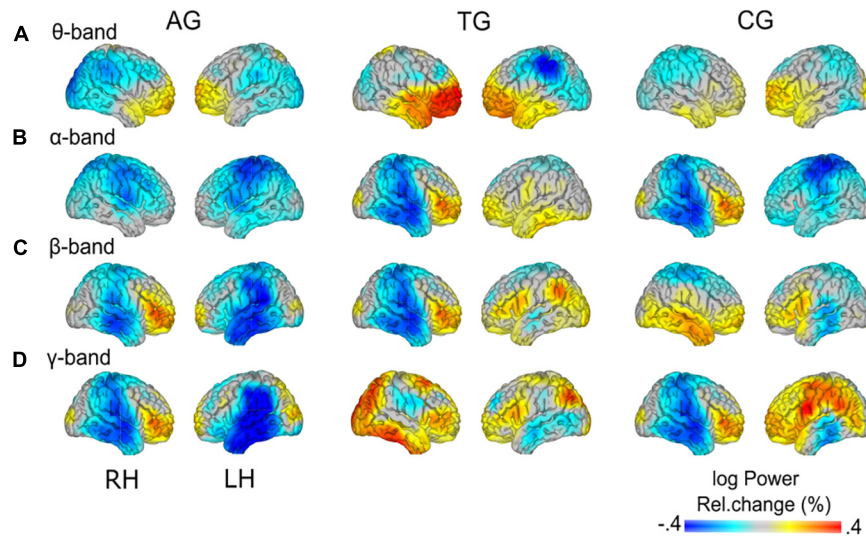 AG TG CG
A θ-band
B α-band
C β-band
D γ-band
RH LH
log Power
Rel.change (%)
-.4 .4